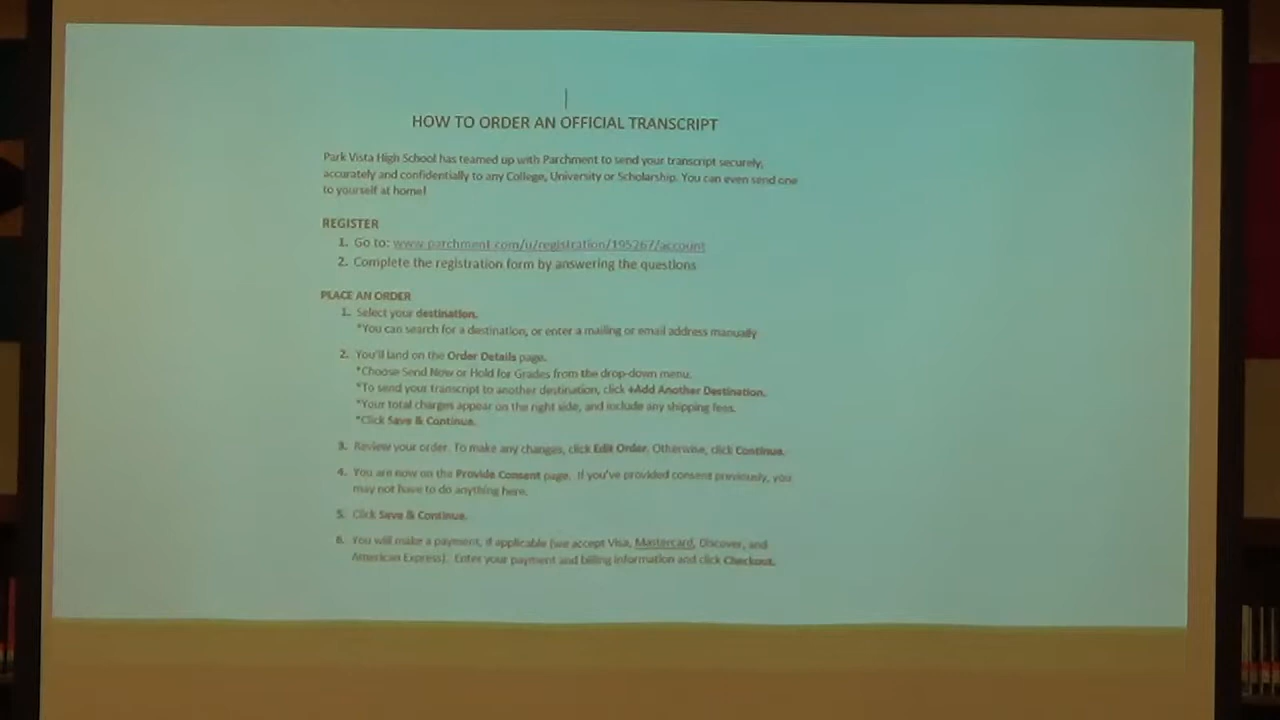 HOW TO ORDER AN OFFICIAL TRANSCRIPT
Park Vista High School has teamed up with Parchment to send your transcript securely,
accurately and confidentially to any College, University or Scholarship. You can even send one
to yourself at home!
REGISTER
1. Go to: www.parchment.com/u/registration/195267/account
2. Complete the registration form by answering the questions
PLACE AN ORDER
1. Select your destination.
*You can search for a destination, or enter a mailing or email address manually
2. You'll land on the Order Details page.
*Choose Send Now or Hold for Grades from the drop-down menu.
*To send your transcript to another destination, click +Add Another Destination.
*Your total charges appear on the right side, and include any shipping fees.
*Click Save & Continue.
3. Review your order. To make any changes, click Edit Order. Otherwise, click Continue.
4. You are now on the Provide Consent page. If you've provided consent previously, you
may not have to do anything here.
5. Click Save & Continue.
6. You will make a payment, if applicable (we accept Visa, Mastercard, Discover, and
American Express). Enter your payment and billing information and click Checkout.